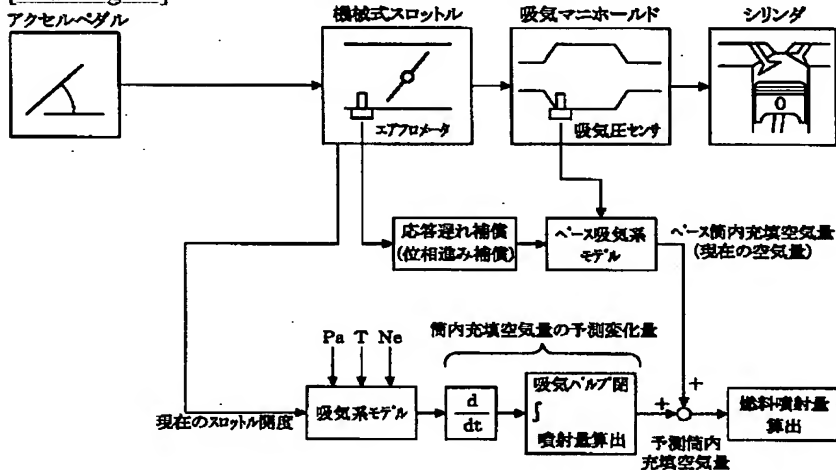 アクセルペダル
機械式スロットル
吸気マニホールド
シリンダ
エアフロメータ
吸気圧センサ
応答遅れ補償
(位相進み補償)
ベース吸気系
モデル
ベース筒内充填空気量
(現在の空気量)
筒内充填空気量の予測変化量
Pa T Ne
現在のスロットル開度
吸気系モデル
d
dt
吸気バルブ閉
∫
噴射量算出
+
+
予測筒内
充填空気量
燃料噴射量
算出